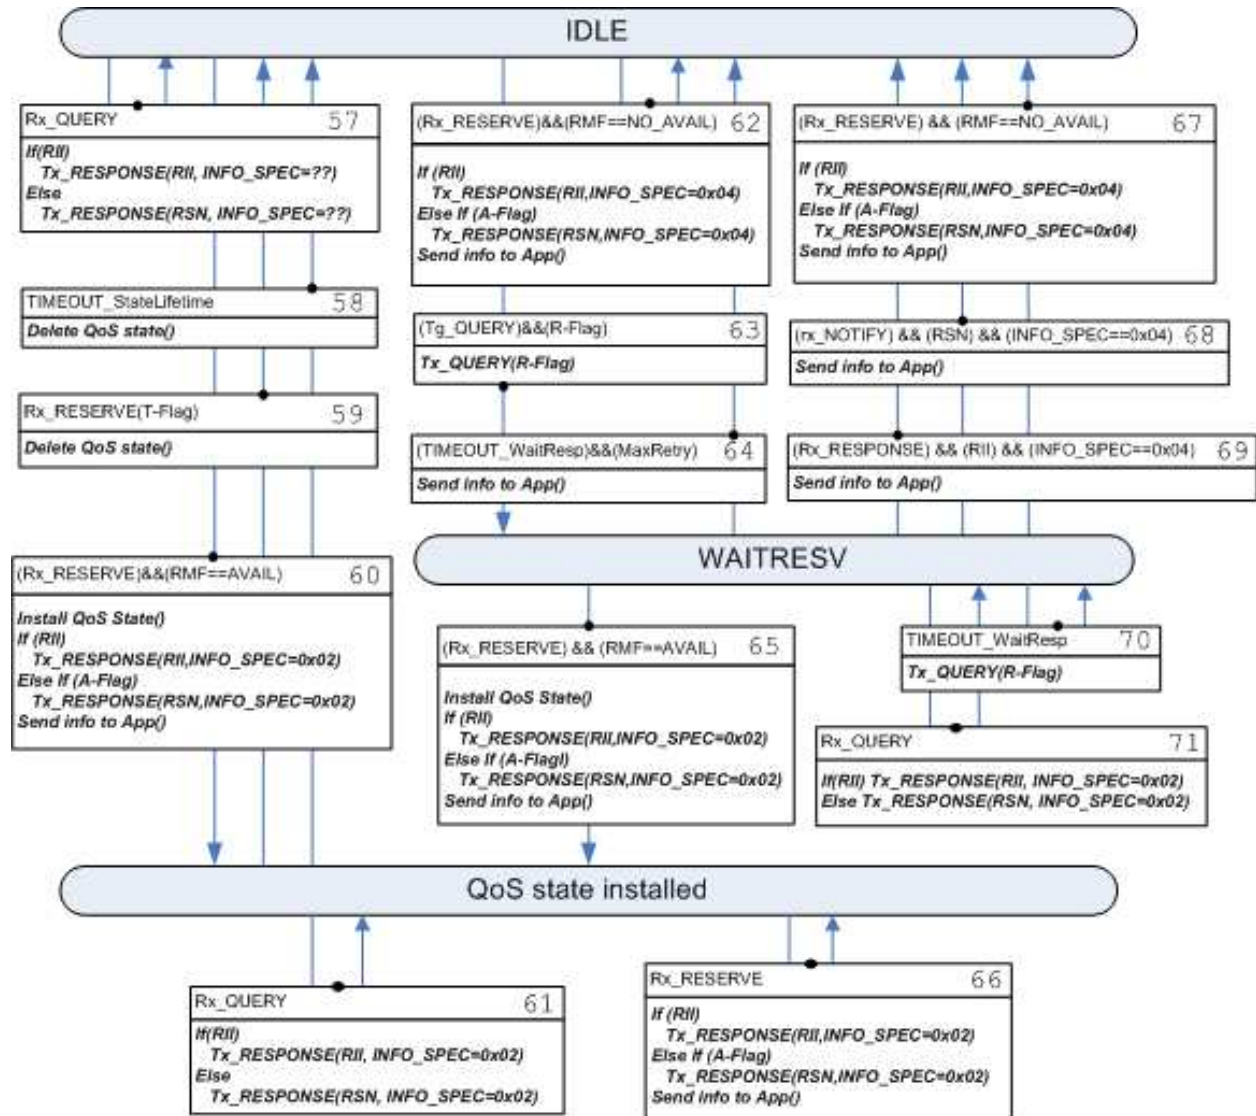 IDLE
Rx_QUERY 57
If(RII)
Tx_RESPONSE(RII, INFO_SPEC=??)
Else
Tx_RESPONSE(RSN, INFO_SPEC=??)
TIMEOUT_StateLifetime 58
Delete QoS state()
Rx_RESERVE(T-Flag) 59
Delete QoS state()
(Rx_RESERVE)&&(RMF==AVAIL) 60
Install QoS State()
If (RII)
Tx_RESPONSE(RII,INFO_SPEC=0x02)
Else If (A-Flag)
Tx_RESPONSE(RSN,INFO_SPEC=0x02)
Send info to App()
(Rx_RESERVE)&&(RMF==NO_AVAIL) 62
If (RII)
Tx_RESPONSE(RII,INFO_SPEC=0x04)
Else If (A-Flag)
Tx_RESPONSE(RSN,INFO_SPEC=0x04)
Send info to App()
(Tg_QUERY)&&(R-Flag) 63
Tx_QUERY(R-Flag)
(TIMEOUT_WaitResp)&&(MaxRetry) 64
Send info to App()
(Rx_RESERVE) && (RMF==NO_AVAIL) 67
If (RII)
Tx_RESPONSE(RII,INFO_SPEC=0x04)
Else If (A-Flag)
Tx_RESPONSE(RSN,INFO_SPEC=0x04)
Send info to App()
(rx_NOTIFY) && (RSN) && (INFO_SPEC==0x04) 68
Send info to App()
(Rx_RESPONSE) && (RII) && (INFO_SPEC==0x04) 69
Send info to App()
WAITRESV
(Rx_RESERVE) && (RMF==AVAIL) 65
Install QoS State()
If (RII)
Tx_RESPONSE(RII,INFO_SPEC=0x02)
Else If (A-FlagI)
Tx_RESPONSE(RSN,INFO_SPEC=0x02)
Send info to App()
TIMEOUT_WaitResp 70
Tx_QUERY(R-Flag)
Rx_QUERY 71
If(RII) Tx_RESPONSE(RII, INFO_SPEC=0x02)
Else Tx_RESPONSE(RSN, INFO_SPEC=0x02)
QoS state installed
Rx_QUERY 61
If(RII)
Tx_RESPONSE(RII, INFO_SPEC=0x02)
Else
Tx_RESPONSE(RSN, INFO_SPEC=0x02)
Rx_RESERVE 66
If (RII)
Tx_RESPONSE(RII,INFO_SPEC=0x02)
Else If (A-Flag)
Tx_RESPONSE(RSN,INFO_SPEC=0x02)
Send info to App()